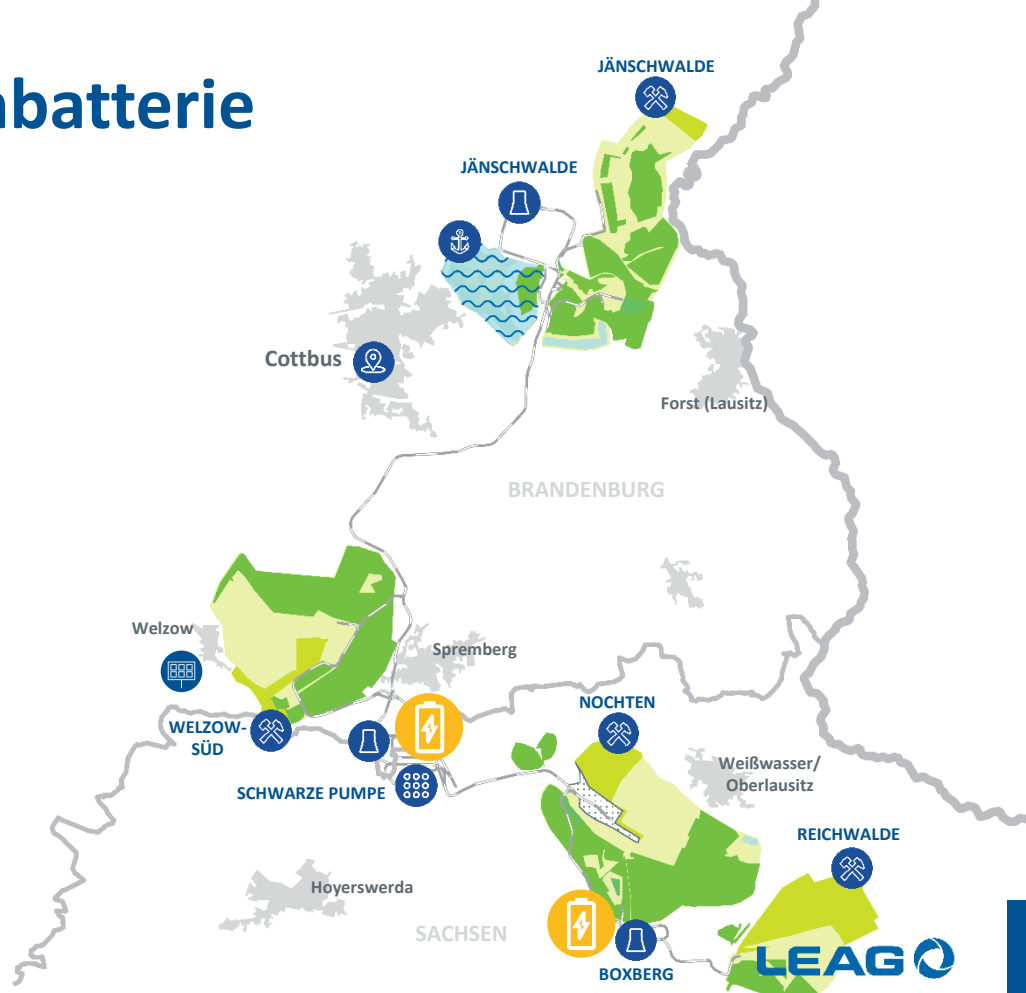 nbatterie
JÄNSCHWALDE
JÄNSCHWALDE
Cottbus
Forst (Lausitz)
BRANDENBURG
Welzow
Spremberg
WELZOW-
SÜD
NOCHTEN
Weißwasser/
Oberlausitz
SCHWARZE PUMPE
REICHWALDE
Hoyerswerda
SACHSEN
BOXBERG
LEAG